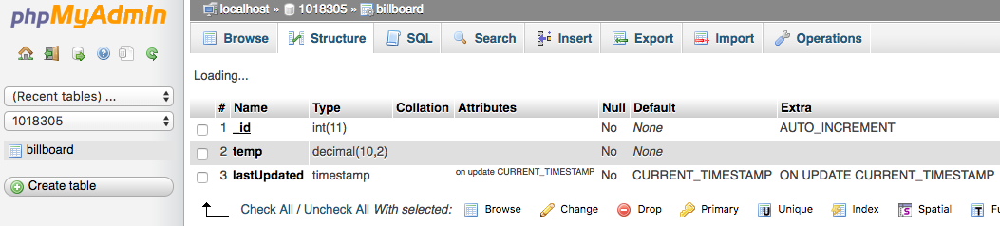 phpMyAdmin
localhost » 1018305 » billboard
Browse Structure SQL Search Insert Export Import Operations
(Recent tables) ...
1018305
billboard
Create table
Loading...
# Name Type Collation Attributes Null Default Extra
1 _id int(11) No None AUTO_INCREMENT
2 temp decimal(10,2) No None
3 lastUpdated timestamp on update CURRENT_TIMESTAMP No CURRENT_TIMESTAMP ON UPDATE CURRENT_TIMESTAMP
Check All / Uncheck All With selected: Browse Change Drop Primary Unique Index Spatial